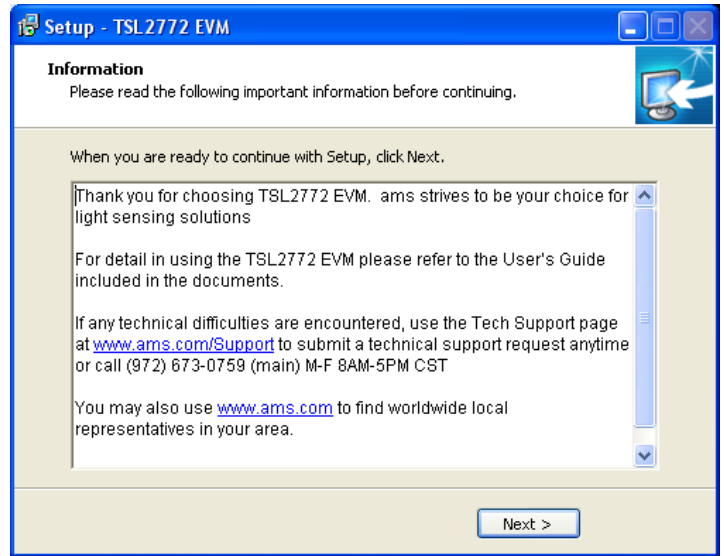 Setup - TSL2772 EVM
Information
Please read the following important information before continuing.
When you are ready to continue with Setup, click Next.
Thank you for choosing TSL2772 EVM.  ams strives to be your choice for
light sensing solutions
For detail in using the TSL2772 EVM please refer to the User's Guide
included in the documents.
If any technical difficulties are encountered, use the Tech Support page
at www.ams.com/Support to submit a technical support request anytime
or call (972) 673-0759 (main) M-F 8AM-5PM CST
You may also use www.ams.com to find worldwide local
representatives in your area.
Next >